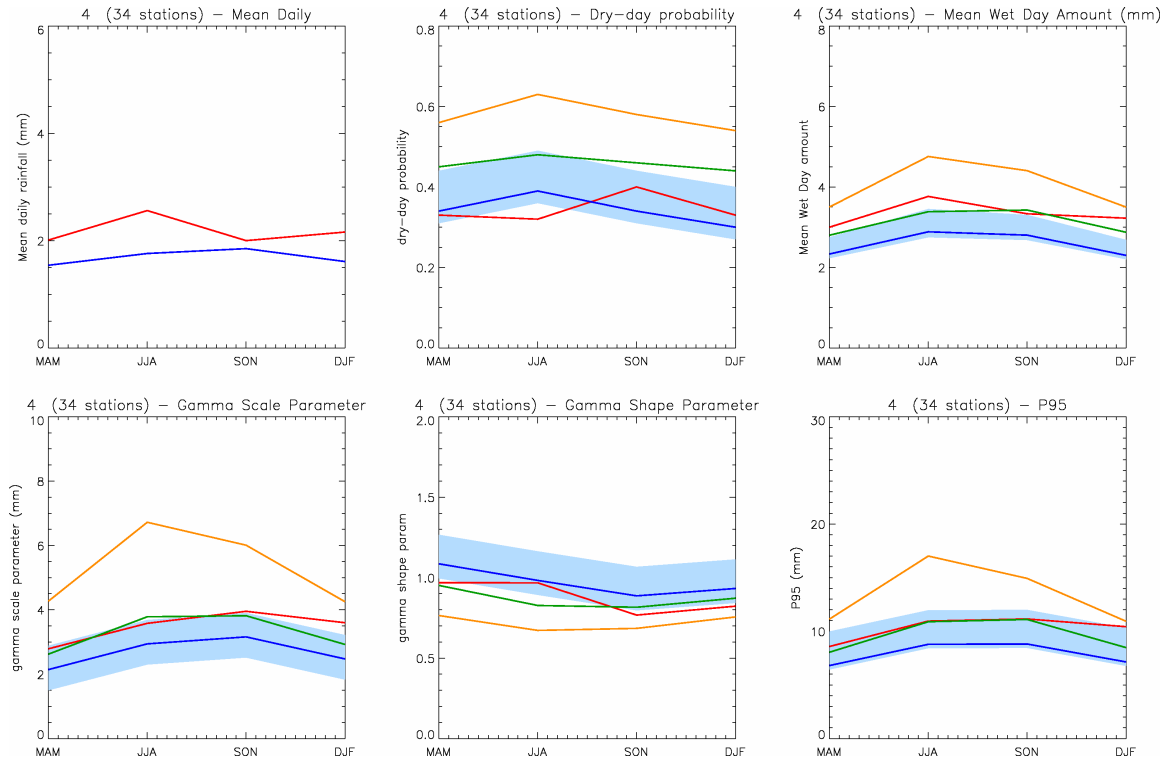 4 (34 stations) – Mean Daily
Mean daily rainfall (mm)
6
4
2
0
MAM JJA SON DJF
4 (34 stations) – Dry–day probability
dry–day probability
0.8
0.6
0.4
0.2
0.0
MAM JJA SON DJF
4 (34 stations) – Mean Wet Day Amount (mm)
Mean Wet Day amount
8
6
4
2
0
MAM JJA SON DJF
4 (34 stations) – Gamma Scale Parameter
gamma scale parameter (mm)
10
8
6
4
2
0
MAM JJA SON DJF
4 (34 stations) – Gamma Shape Parameter
gamma shape param
2.0
1.5
1.0
0.5
0.0
MAM JJA SON DJF
4 (34 stations) – P95
P95 (mm)
30
20
10
0
MAM JJA SON DJF